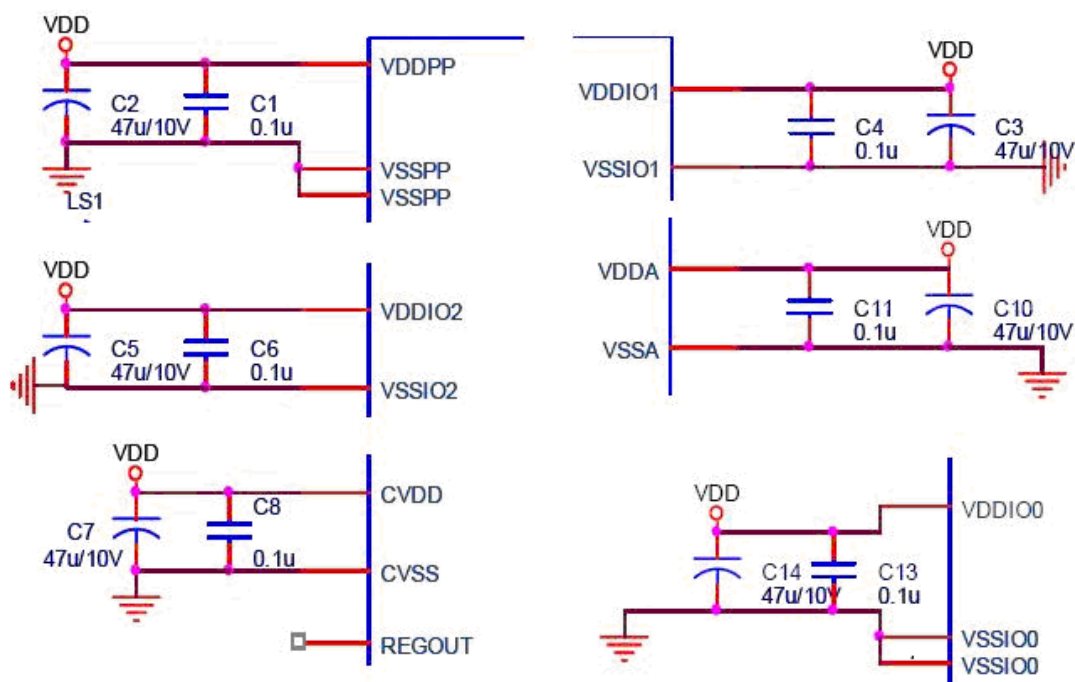 VDD
VDDPP
C2
47u/10V
C1
0.1u
VSSPP
VSSPP
LS1
VDD
VDDIO1
C4
0.1u
C3
47u/10V
VSSIO1
VDD
VDDIO2
C5
47u/10V
C6
0.1u
VSSIO2
VDD
VDDA
C11
0.1u
C10
47u/10V
VSSA
VDD
CVDD
C7
47u/10V
C8
0.1u
CVSS
REGOUT
VDD
VDDIO0
C14
47u/10V
C13
0.1u
VSSIO0
VSSIO0